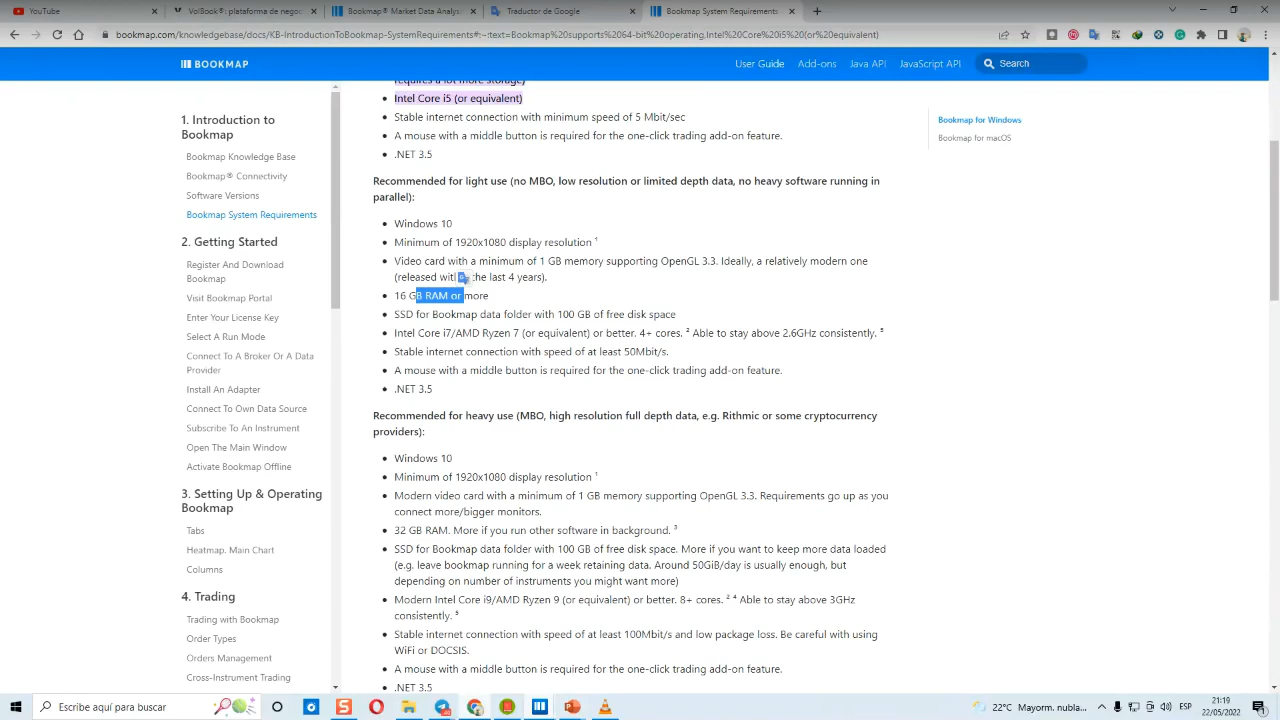 YouTube
VolBook®: plataforma de negoc
Bookmap® Market Data Analys
Traductor de Google
Bookmap System Requirements
bookmap.com/knowledgebase/docs/KB-IntroductionToBookmap-SystemRequirements#:~:text=Bookmap%20supports%2064-bit%20operating,Intel%20Core%20i5%20(or%20equivalent)
BOOKMAP
User Guide
Add-ons
Java API
JavaScript API
Search
1. Introduction to
Bookmap
Bookmap Knowledge Base
Bookmap® Connectivity
Software Versions
Bookmap System Requirements
2. Getting Started
Register And Download
Bookmap
Visit Bookmap Portal
Enter Your License Key
Select A Run Mode
Connect To A Broker Or A Data
Provider
Install An Adapter
Connect To Own Data Source
Subscribe To An Instrument
Open The Main Window
Activate Bookmap Offline
3. Setting Up & Operating
Bookmap
Tabs
Heatmap. Main Chart
Columns
4. Trading
Trading with Bookmap
Order Types
Orders Management
Cross-Instrument Trading
requires a lot more storage)
Intel Core i5 (or equivalent)
Stable internet connection with minimum speed of 5 Mbit/sec
A mouse with a middle button is required for the one-click trading add-on feature.
.NET 3.5
Recommended for light use (no MBO, low resolution or limited depth data, no heavy software running in
parallel):
Windows 10
Minimum of 1920x1080 display resolution ¹
Video card with a minimum of 1 GB memory supporting OpenGL 3.3. Ideally, a relatively modern one
(released with the last 4 years).
16 GB RAM or more
SSD for Bookmap data folder with 100 GB of free disk space
Intel Core i7/AMD Ryzen 7 (or equivalent) or better. 4+ cores. ² Able to stay above 2.6GHz consistently. ⁵
Stable internet connection with speed of at least 50Mbit/s.
A mouse with a middle button is required for the one-click trading add-on feature.
.NET 3.5
Recommended for heavy use (MBO, high resolution full depth data, e.g. Rithmic or some cryptocurrency
providers):
Windows 10
Minimum of 1920x1080 display resolution ¹
Modern video card with a minimum of 1 GB memory supporting OpenGL 3.3. Requirements go up as you
connect more/bigger monitors.
32 GB RAM. More if you run other software in background. ³
SSD for Bookmap data folder with 100 GB of free disk space. More if you want to keep more data loaded
(e.g. leave bookmap running for a week retaining data. Around 50GiB/day is usually enough, but
depending on number of instruments you might want more)
Modern Intel Core i9/AMD Ryzen 9 (or equivalent) or better. 8+ cores. ² ⁴ Able to stay above 3GHz
consistently. ⁵
Stable internet connection with speed of at least 100Mbit/s and low package loss. Be careful with using
WiFi or DOCSIS.
A mouse with a middle button is required for the one-click trading add-on feature.
.NET 3.5
Bookmap for Windows
Bookmap for macOS
Escribe aquí para buscar
22°C Mayorm. nubla...
ESP
21:19
22/05/2022